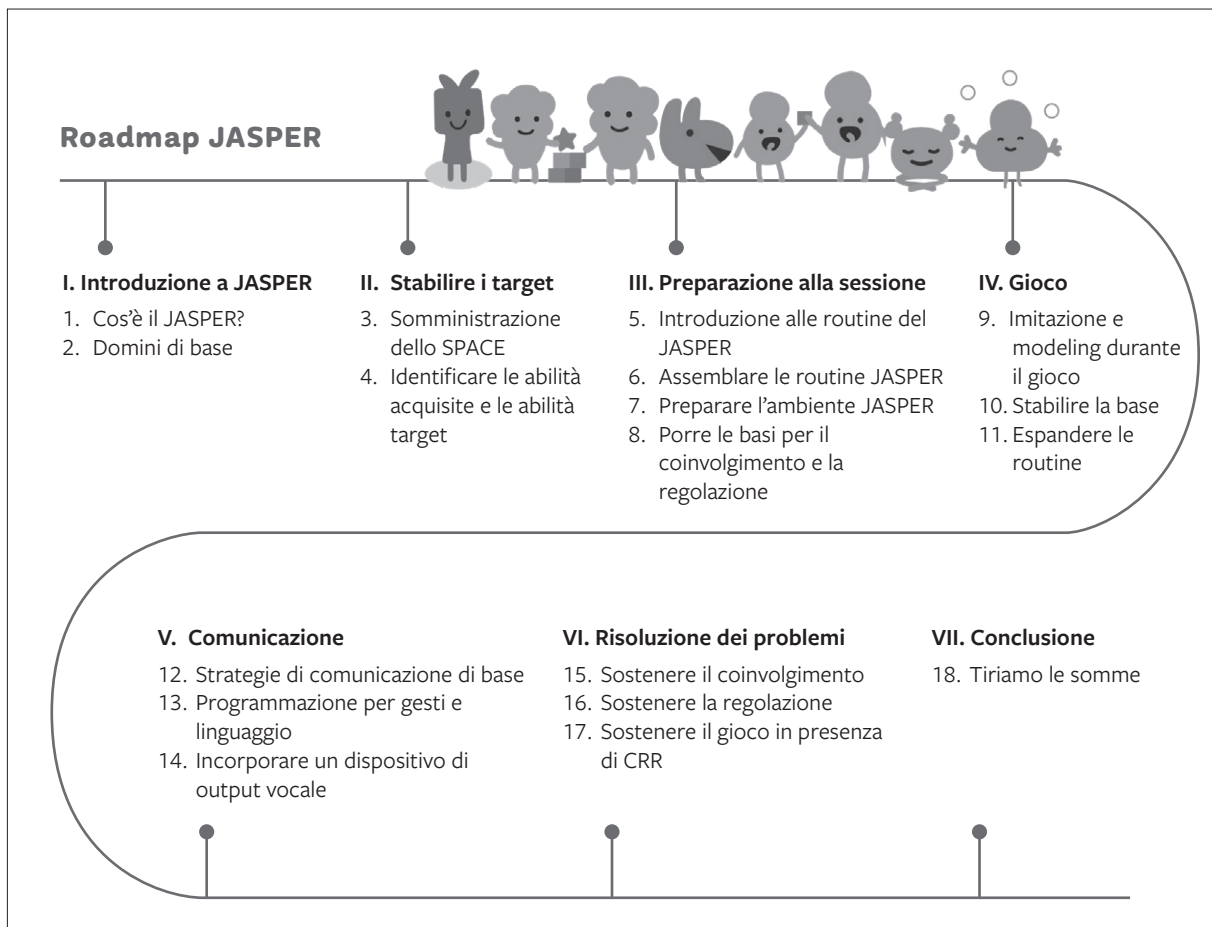 Roadmap JASPER
I. Introduzione a JASPER
1. Cos’è il JASPER?
2. Domini di base
II. Stabilire i target
3. Somministrazione
dello SPACE
4. Identificare le abilità
acquisite e le abilità
target
III. Preparazione alla sessione
5. Introduzione alle routine del
JASPER
6. Assemblare le routine JASPER
7. Preparare l’ambiente JASPER
8. Porre le basi per il
coinvolgimento e la
regolazione
IV. Gioco
9. Imitazione e
modeling durante
il gioco
10. Stabilire la base
11. Espandere le
routine
V. Comunicazione
12. Strategie di comunicazione di base
13. Programmazione per gesti e
linguaggio
14. Incorporare un dispositivo di
output vocale
VI. Risoluzione dei problemi
15. Sostenere il coinvolgimento
16. Sostenere la regolazione
17. Sostenere il gioco in presenza
di CRR
VII. Conclusione
18. Tiriamo le somme